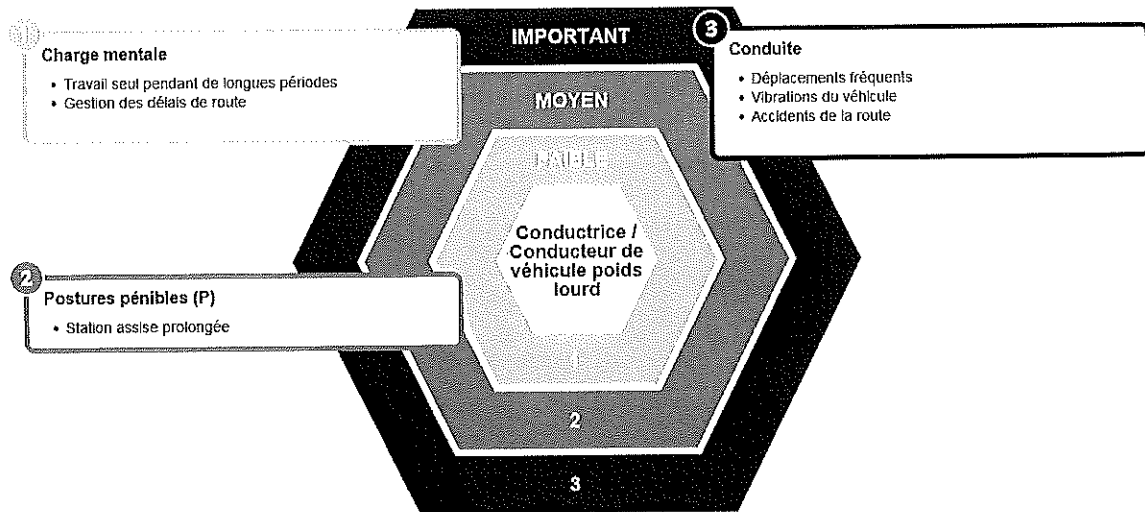 1
Charge mentale
• Travail seul pendant de longues périodes
• Gestion des délais de route
IMPORTANT
MOYEN
FAIBLE
3
Conduite
• Déplacements fréquents
• Vibrations du véhicule
• Accidents de la route
Conductrice /
Conducteur de
véhicule poids
lourd
2
Postures pénibles (P)
• Station assise prolongée
1
2
3